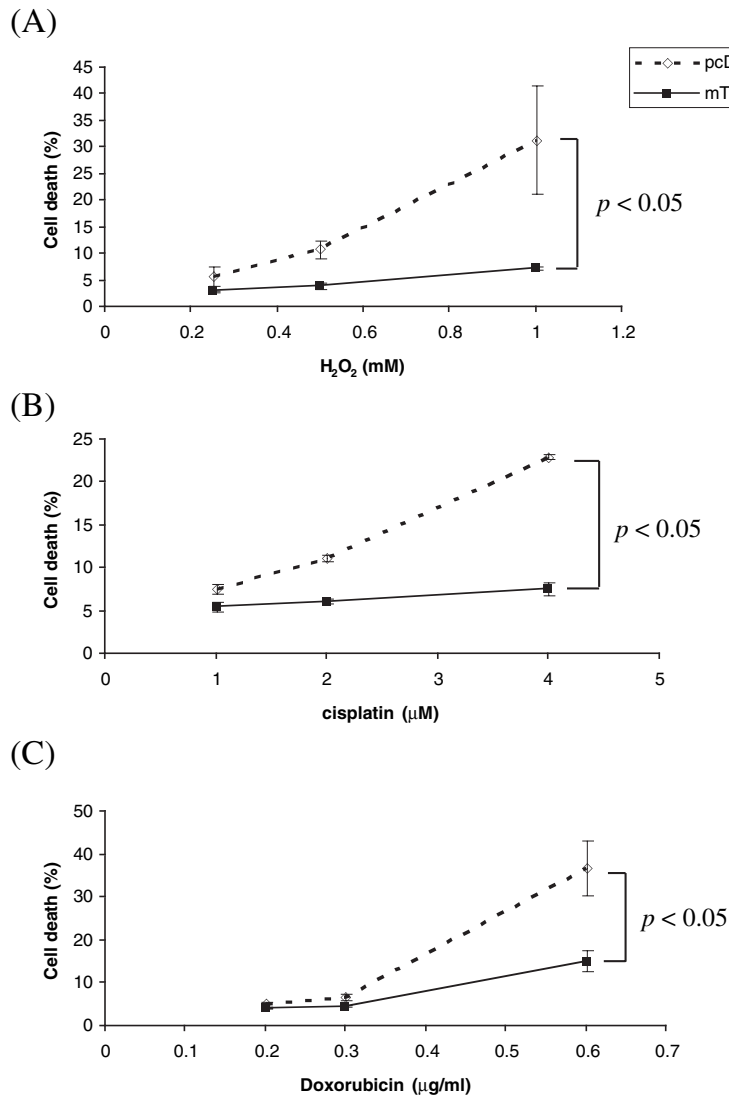 (A)
pcD
mT
45
40
35
30
25
20
15
10
5
0
Cell death (%)
p < 0.05
0 0.2 0.4 0.6 0.8 1 1.2
H₂O₂ (mM)
(B)
25
20
15
10
5
0
Cell death (%)
p < 0.05
0 1 2 3 4 5
cisplatin (μM)
(C)
50
40
30
20
10
0
Cell death (%)
p < 0.05
0 0.1 0.2 0.3 0.4 0.5 0.6 0.7
Doxorubicin (μg/ml)